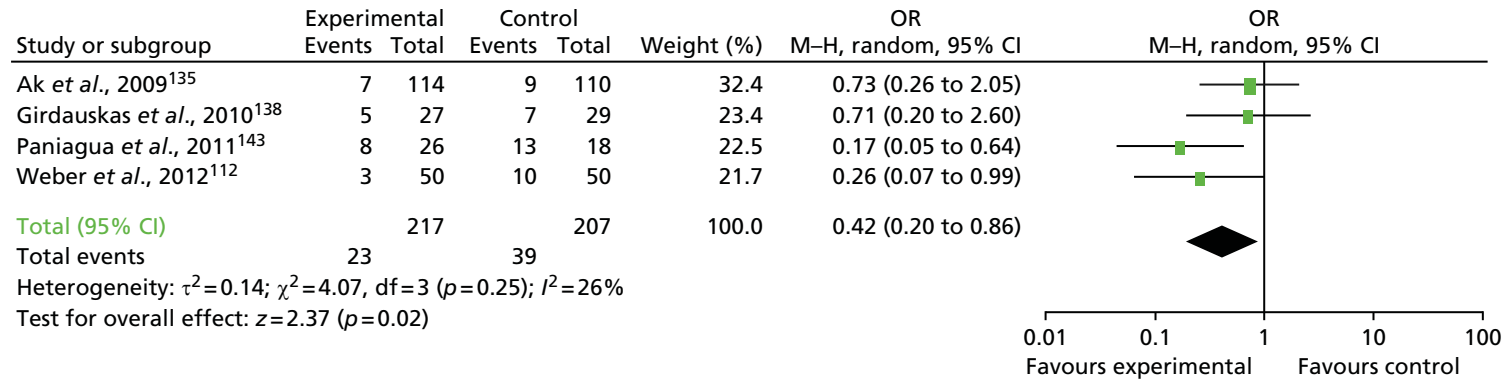 Experimental Control OR OR
Study or subgroup Events Total Events Total Weight (%) M–H, random, 95% CI M–H, random, 95% CI
Ak et al., 2009135 7 114 9 110 32.4 0.73 (0.26 to 2.05)
Girdauskas et al., 2010138 5 27 7 29 23.4 0.71 (0.20 to 2.60)
Paniagua et al., 2011143 8 26 13 18 22.5 0.17 (0.05 to 0.64)
Weber et al., 2012112 3 50 10 50 21.7 0.26 (0.07 to 0.99)
Total (95% CI) 217 207 100.0 0.42 (0.20 to 0.86)
Total events 23 39
Heterogeneity: τ²=0.14; χ²=4.07, df=3 (p=0.25); I²=26%
Test for overall effect: z=2.37 (p=0.02)
0.01 0.1 1 10 100
Favours experimental Favours control